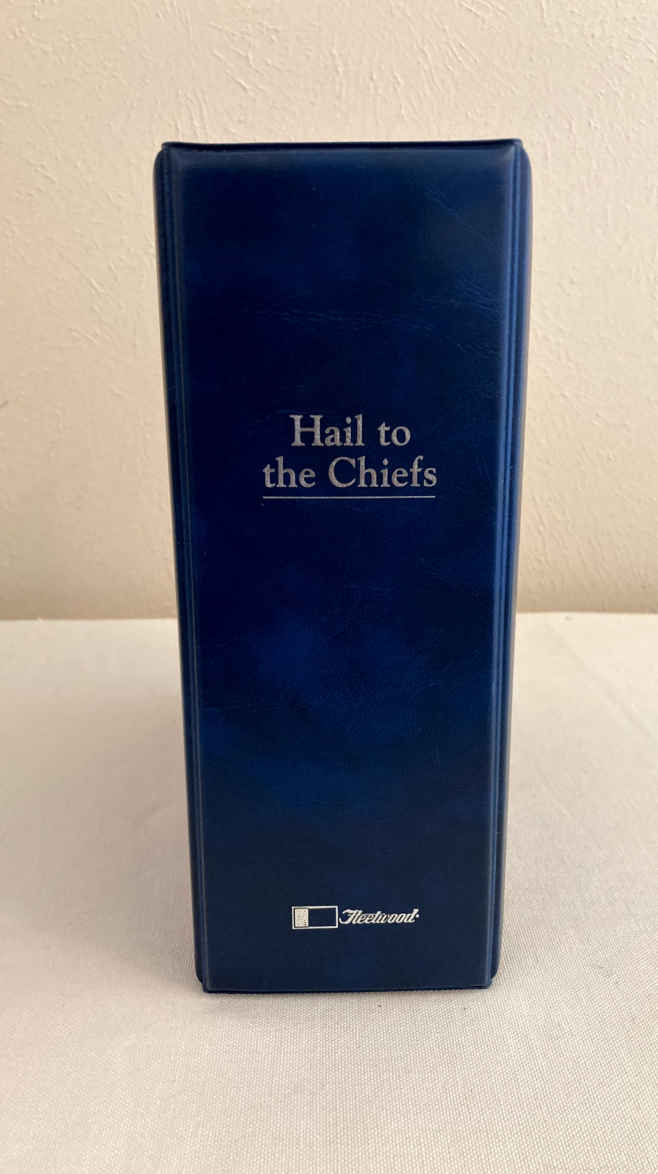 Hail to
the Chiefs
Fleetwood